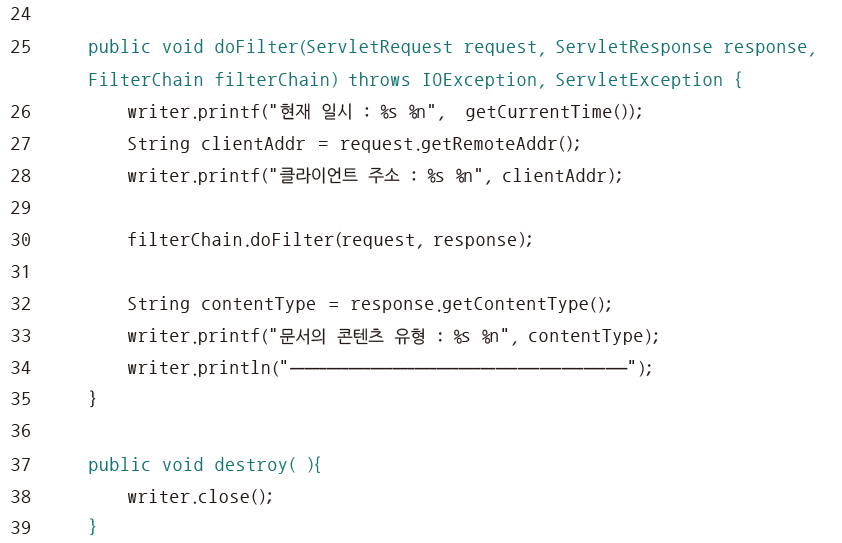 24
25 public void doFilter(ServletRequest request, ServletResponse response,
FilterChain filterChain) throws IOException, ServletException {
26 writer.printf("현재 일시 : %s %n", getCurrentTime());
27 String clientAddr = request.getRemoteAddr();
28 writer.printf("클라이언트 주소 : %s %n", clientAddr);
29
30 filterChain.doFilter(request, response);
31
32 String contentType = response.getContentType();
33 writer.printf("문서의 콘텐츠 유형 : %s %n", contentType);
34 writer.println("──────────────────────────");
35 }
36
37 public void destroy( ){
38 writer.close();
39 }